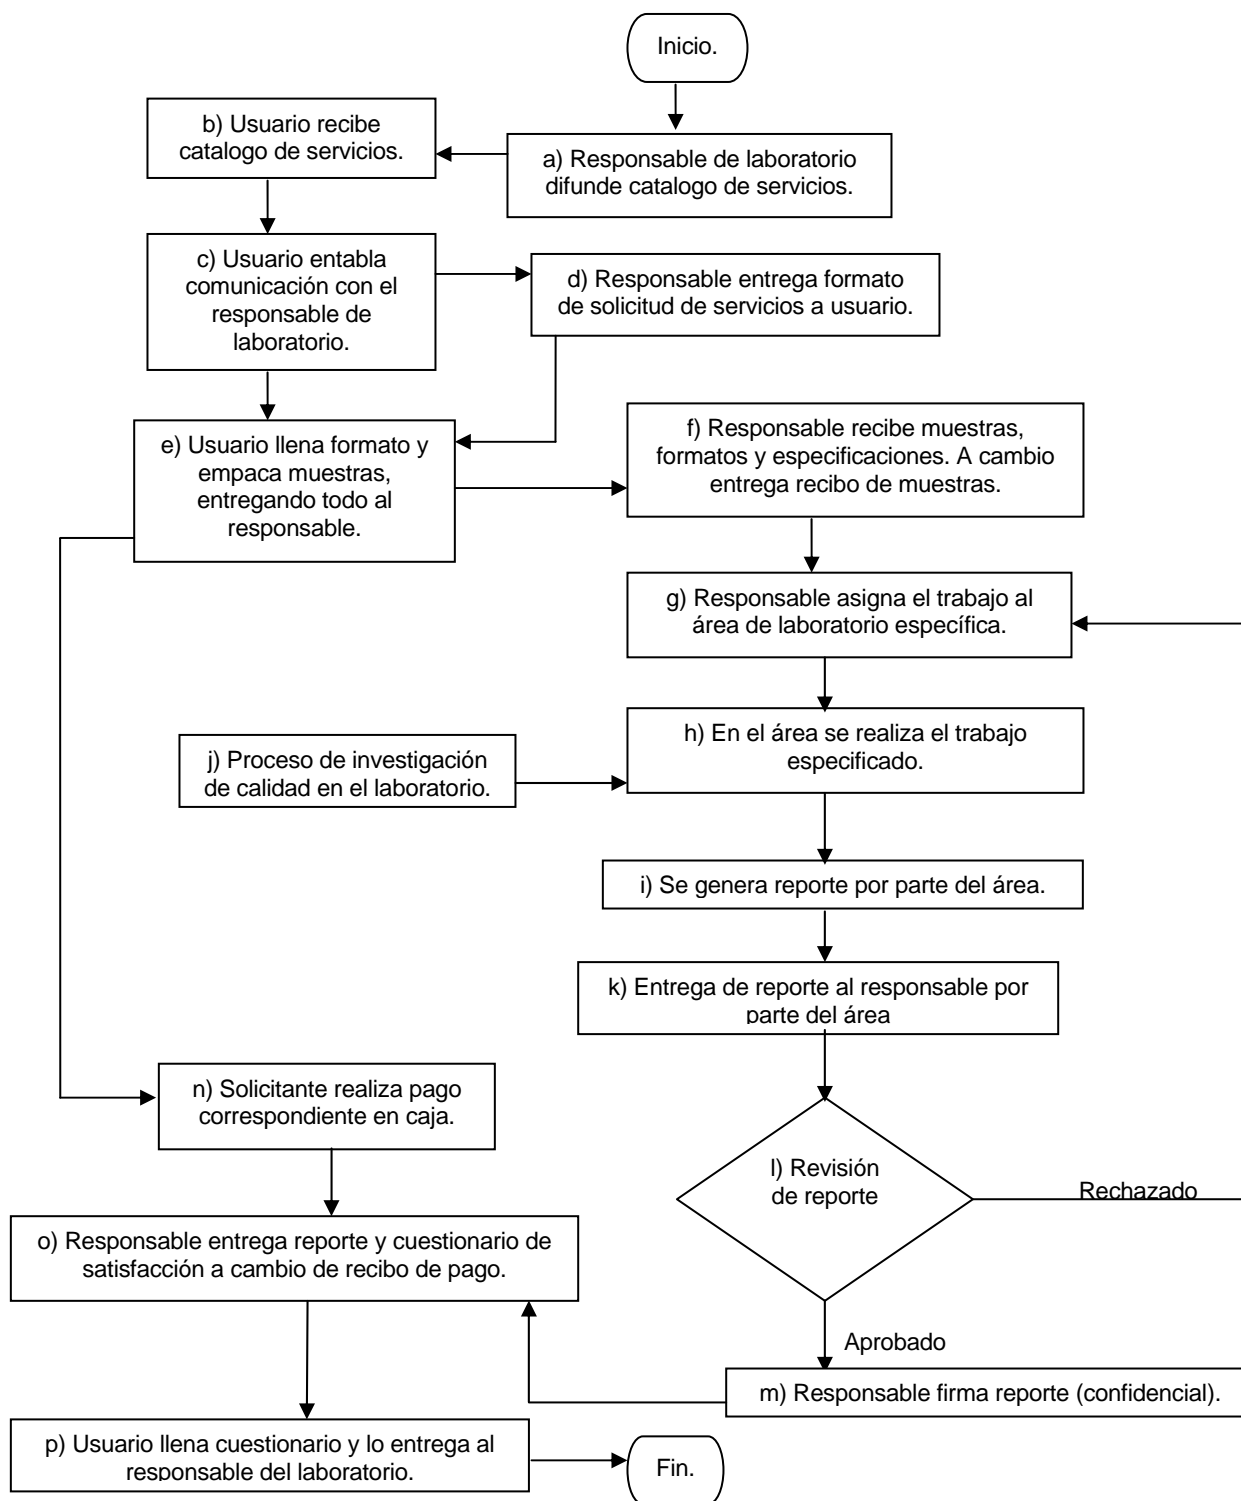 Inicio.
b) Usuario recibe
catalogo de servicios.
a) Responsable de laboratorio
difunde catalogo de servicios.
c) Usuario entabla
comunicación con el
responsable de
laboratorio.
d) Responsable entrega formato
de solicitud de servicios a usuario.
e) Usuario llena formato y
empaca muestras,
entregando todo al
responsable.
f) Responsable recibe muestras,
formatos y especificaciones. A cambio
entrega recibo de muestras.
g) Responsable asigna el trabajo al
área de laboratorio específica.
h) En el área se realiza el trabajo
especificado.
j) Proceso de investigación
de calidad en el laboratorio.
i) Se genera reporte por parte del área.
k) Entrega de reporte al responsable por
parte del área
n) Solicitante realiza pago
correspondiente en caja.
l) Revisión
de reporte
Rechazado
o) Responsable entrega reporte y cuestionario de
satisfacción a cambio de recibo de pago.
Aprobado
m) Responsable firma reporte (confidencial).
p) Usuario llena cuestionario y lo entrega al
responsable del laboratorio.
Fin.